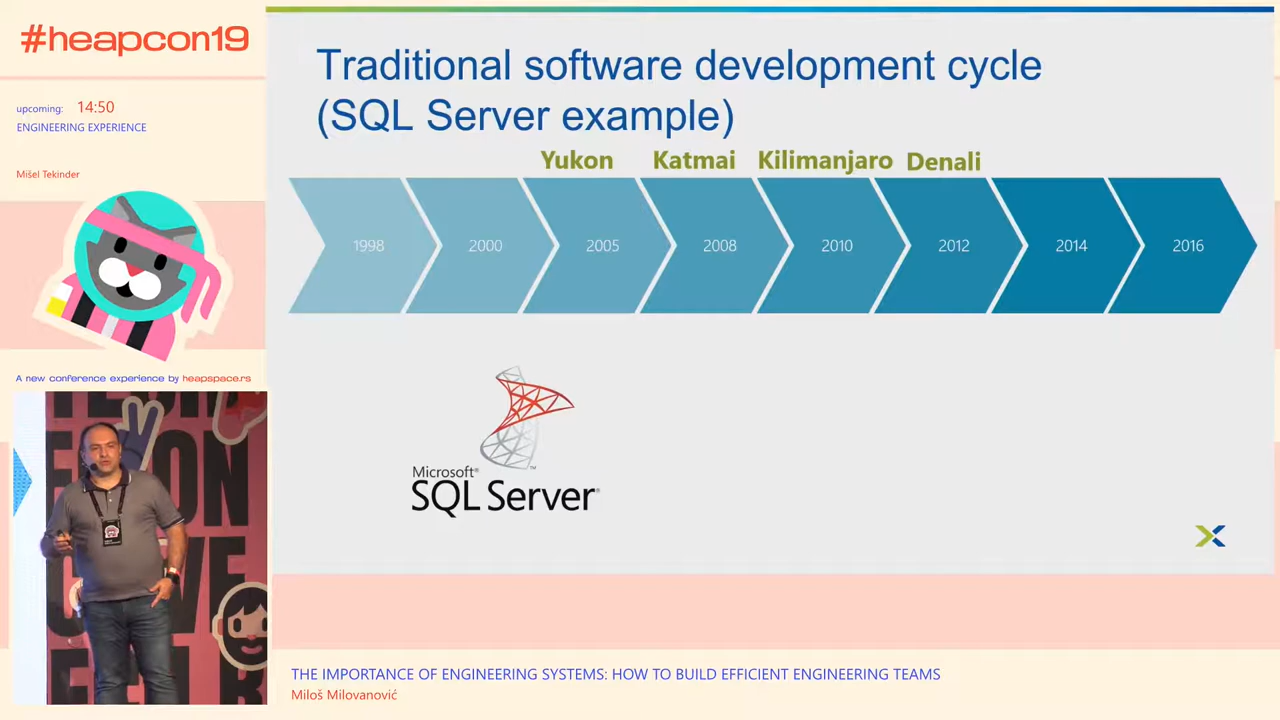 #heapcon19
upcoming: 14:50
ENGINEERING EXPERIENCE
Mišel Tekinder
A new conference experience by heapspace.rs
Traditional software development cycle
(SQL Server example)
Yukon Katmai Kilimanjaro Denali
1998 2000 2005 2008 2010 2012 2014 2016
Microsoft®
SQL Server®
THE IMPORTANCE OF ENGINEERING SYSTEMS: HOW TO BUILD EFFICIENT ENGINEERING TEAMS
Miloš Milovanović